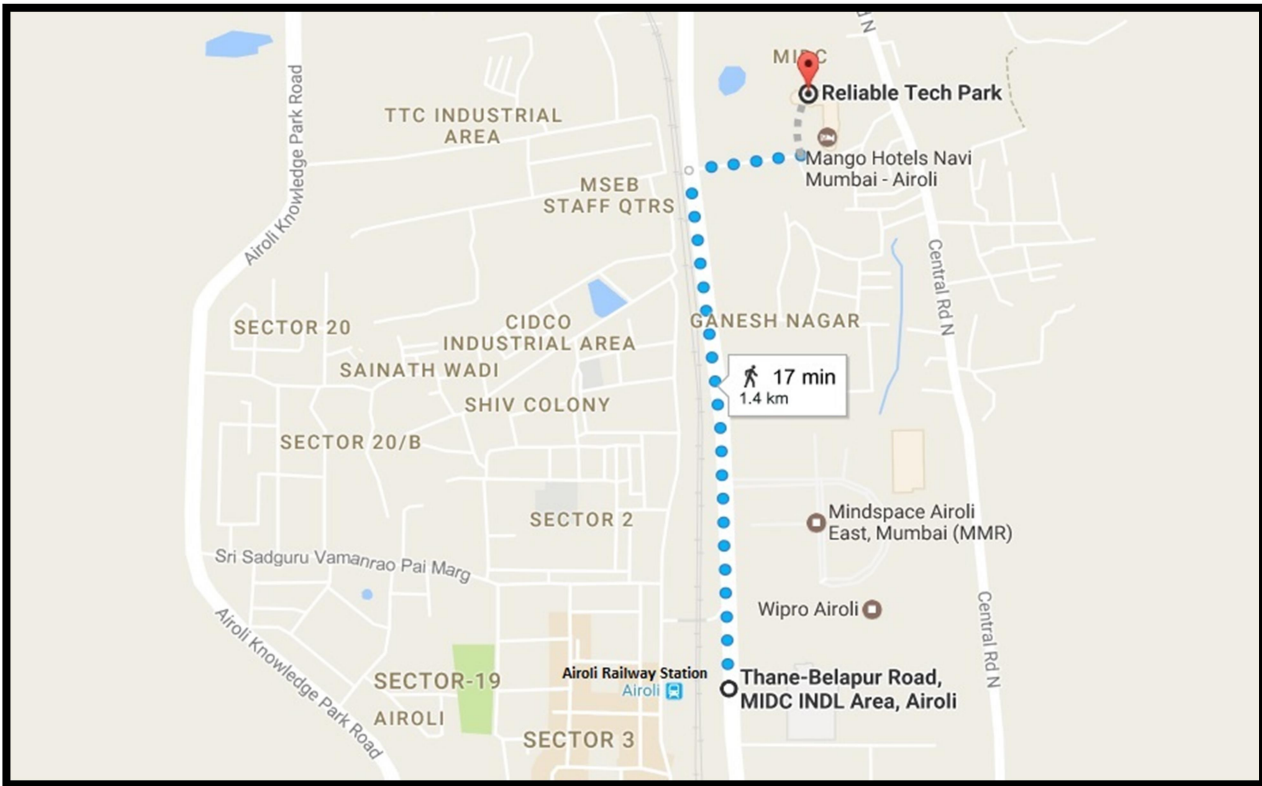 d N
MIDC
Reliable Tech Park
TTC INDUSTRIAL
AREA
Airoli Knowledge Park Road
Mango Hotels Navi
Mumbai - Airoli
MSEB
STAFF QTRS
Central Rd N
SECTOR 20
CIDCO
INDUSTRIAL AREA
GANESH NAGAR
SAINATH WADI
17 min
1.4 km
SHIV COLONY
SECTOR 20/B
SECTOR 2
Mindspace Airoli
East, Mumbai (MMR)
Sri Sadguru Vamanrao Pai Marg
Wipro Airoli
Central Rd N
Airoli Knowledge Park Road
SECTOR-19
Airoli Railway Station
Airoli
Thane-Belapur Road,
MIDC INDL Area, Airoli
AIROLI
SECTOR 3